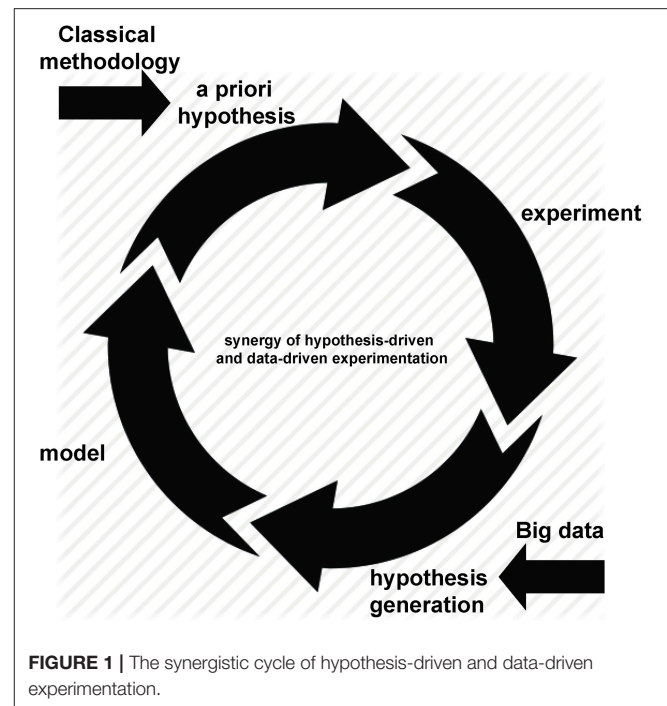 Classical
methodology
a priori
hypothesis
experiment
synergy of hypothesis-driven
and data-driven experimentation
model
Big data
hypothesis
generation
FIGURE 1 | The synergistic cycle of hypothesis-driven and data-driven
experimentation.